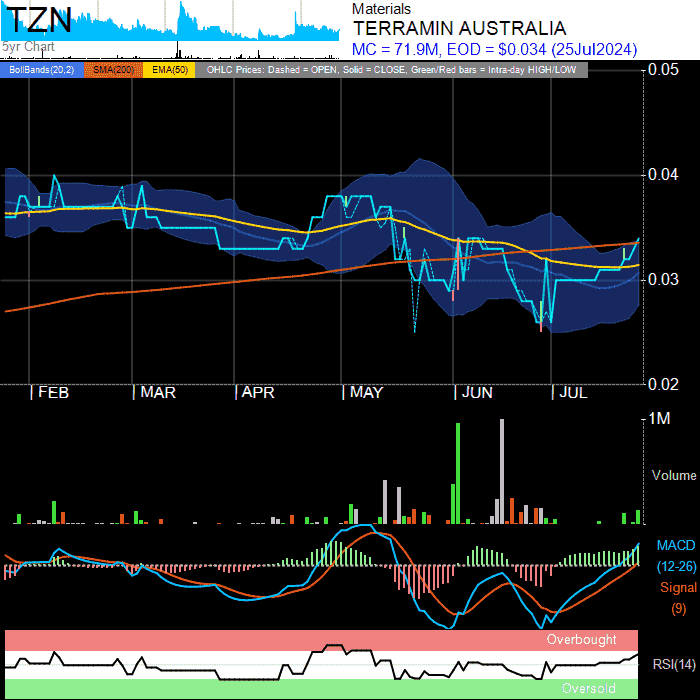 TZN
5yr Chart
Materials
TERRAMIN AUSTRALIA
MC = 71.9M, EOD = $0.034 (25Jul2024)
BollBands(20,2) SMA(200) EMA(50) OHLC Prices: Dashed = OPEN, Solid = CLOSE, Green/Red bars = Intra-day HIGH/LOW
0.05
0.04
0.03
0.02
FEB MAR APR MAY JUN JUL
1M
Volume
MACD
(12-26)
Signal
(9)
Overbought
RSI(14)
Oversold